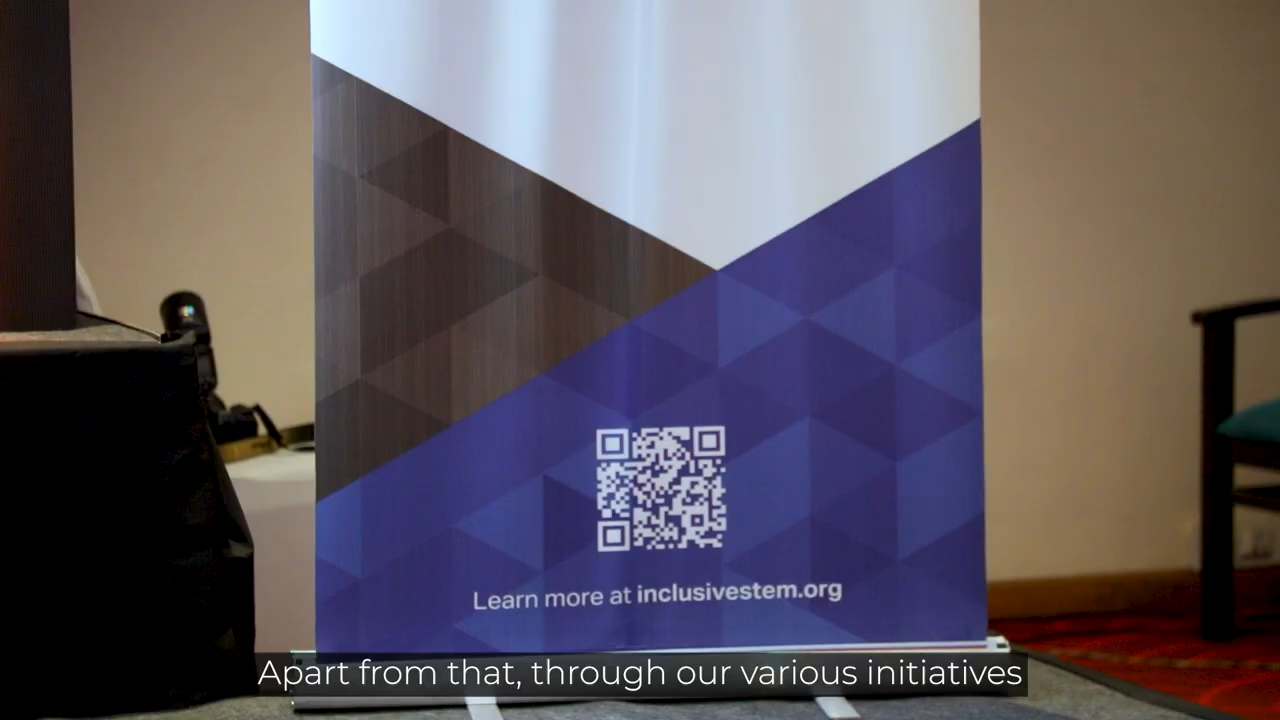 Learn more at inclusivestem.org
Apart from that, through our various initiatives